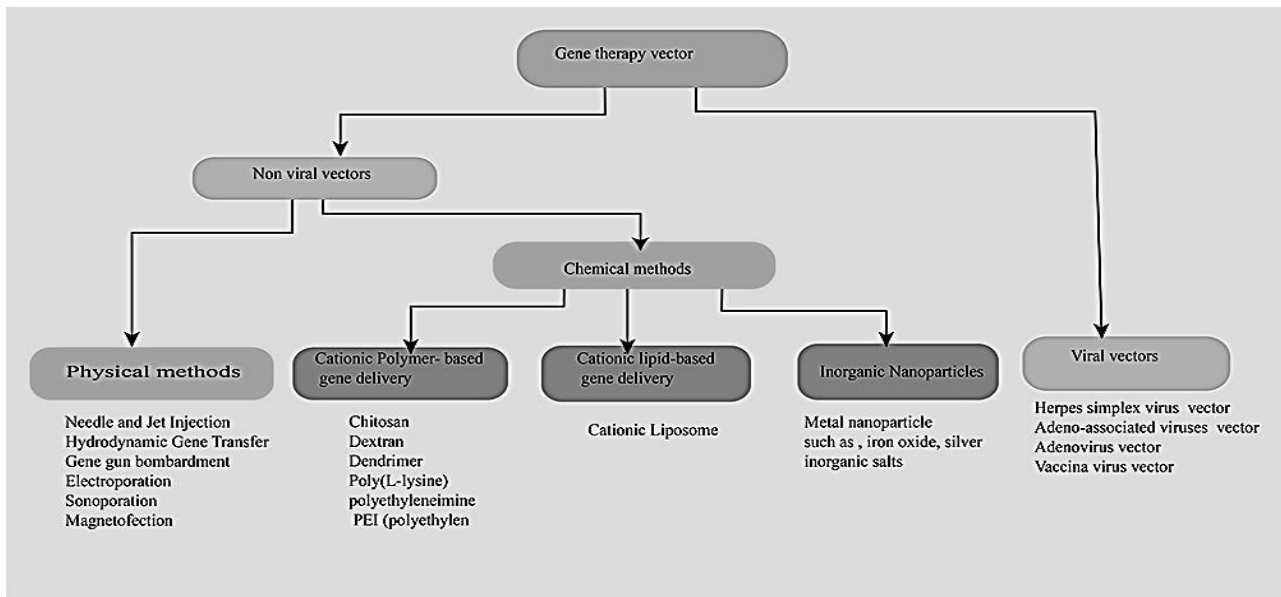 Gene therapy vector
Non viral vectors
Chemical methods
Physical methods
Needle and Jet Injection
Hydrodynamic Gene Transfer
Gene gun bombardment
Electroporation
Sonoporation
Magnetofection
Cationic Polymer- based
gene delivery
Chitosan
Dextran
Dendrimer
Poly(L-lysine)
polyethyleneimine
PEI (polyethylen
Cationic lipid-based
gene delivery
Cationic Liposome
Inorganic Nanoparticles
Metal nanoparticle
such as , iron oxide, silver
inorganic salts
Viral vectors
Herpes simplex virus vector
Adeno-associated viruses vector
Adenovirus vector
Vaccina virus vector